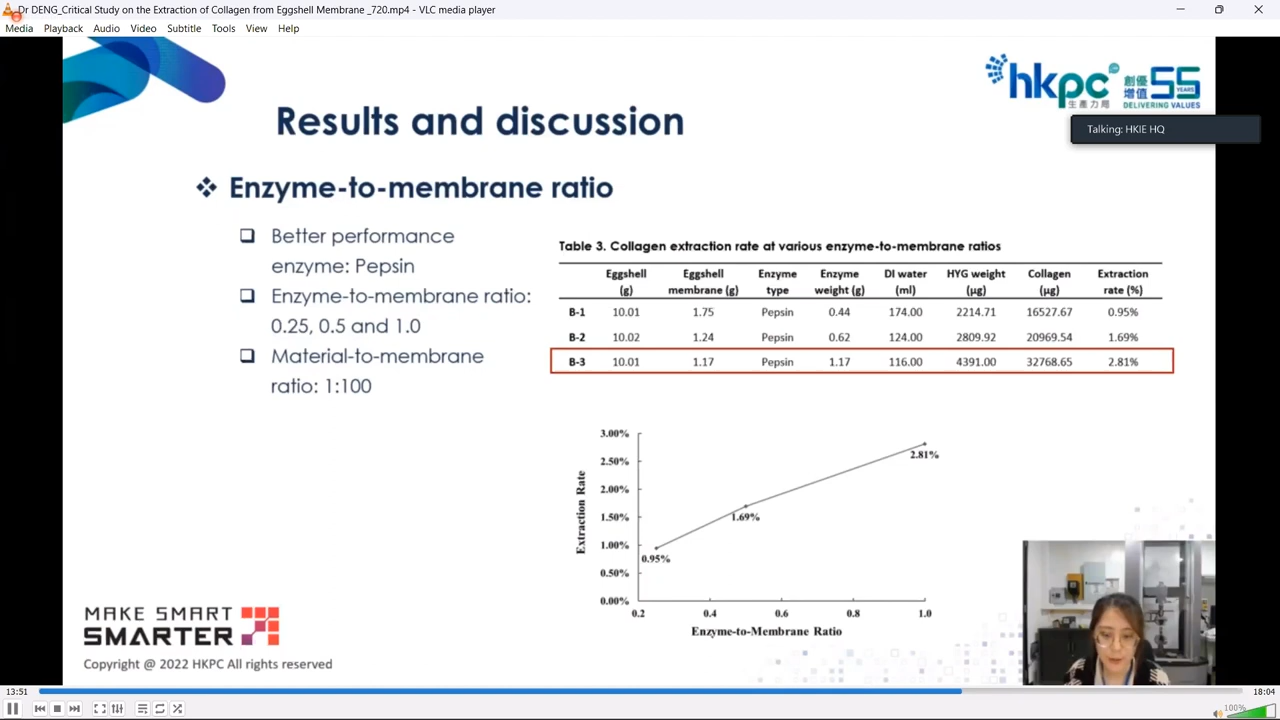 Dr DENG_Critical Study on the Extraction of Collagen from Eggshell Membrane _720.mp4 - VLC media player
Media Playback Audio Video Subtitle Tools View Help
hkpc
生產力局
創優
增值
55
YEARS
DELIVERING VALUES
Talking: HKIE HQ
Results and discussion
❖ Enzyme-to-membrane ratio
❑ Better performance
enzyme: Pepsin
❑ Enzyme-to-membrane ratio:
0.25, 0.5 and 1.0
❑ Material-to-membrane
ratio: 1:100
Table 3. Collagen extraction rate at various enzyme-to-membrane ratios
Eggshell Eggshell Enzyme Enzyme DI water HYG weight Collagen Extraction
(g) membrane (g) type weight (g) (ml) (μg) (μg) rate (%)
B-1 10.01 1.75 Pepsin 0.44 174.00 2214.71 16527.67 0.95%
B-2 10.02 1.24 Pepsin 0.62 124.00 2809.92 20969.54 1.69%
B-3 10.01 1.17 Pepsin 1.17 116.00 4391.00 32768.65 2.81%
3.00%
2.50%
2.00%
1.50%
1.00%
0.50%
0.00%
Extraction Rate
2.81%
1.69%
0.95%
0.2 0.4 0.6 0.8 1.0
Enzyme-to-Membrane Ratio
MAKE SMART
SMARTER
Copyright @ 2022 HKPC All rights reserved
13:51
18:04
100%